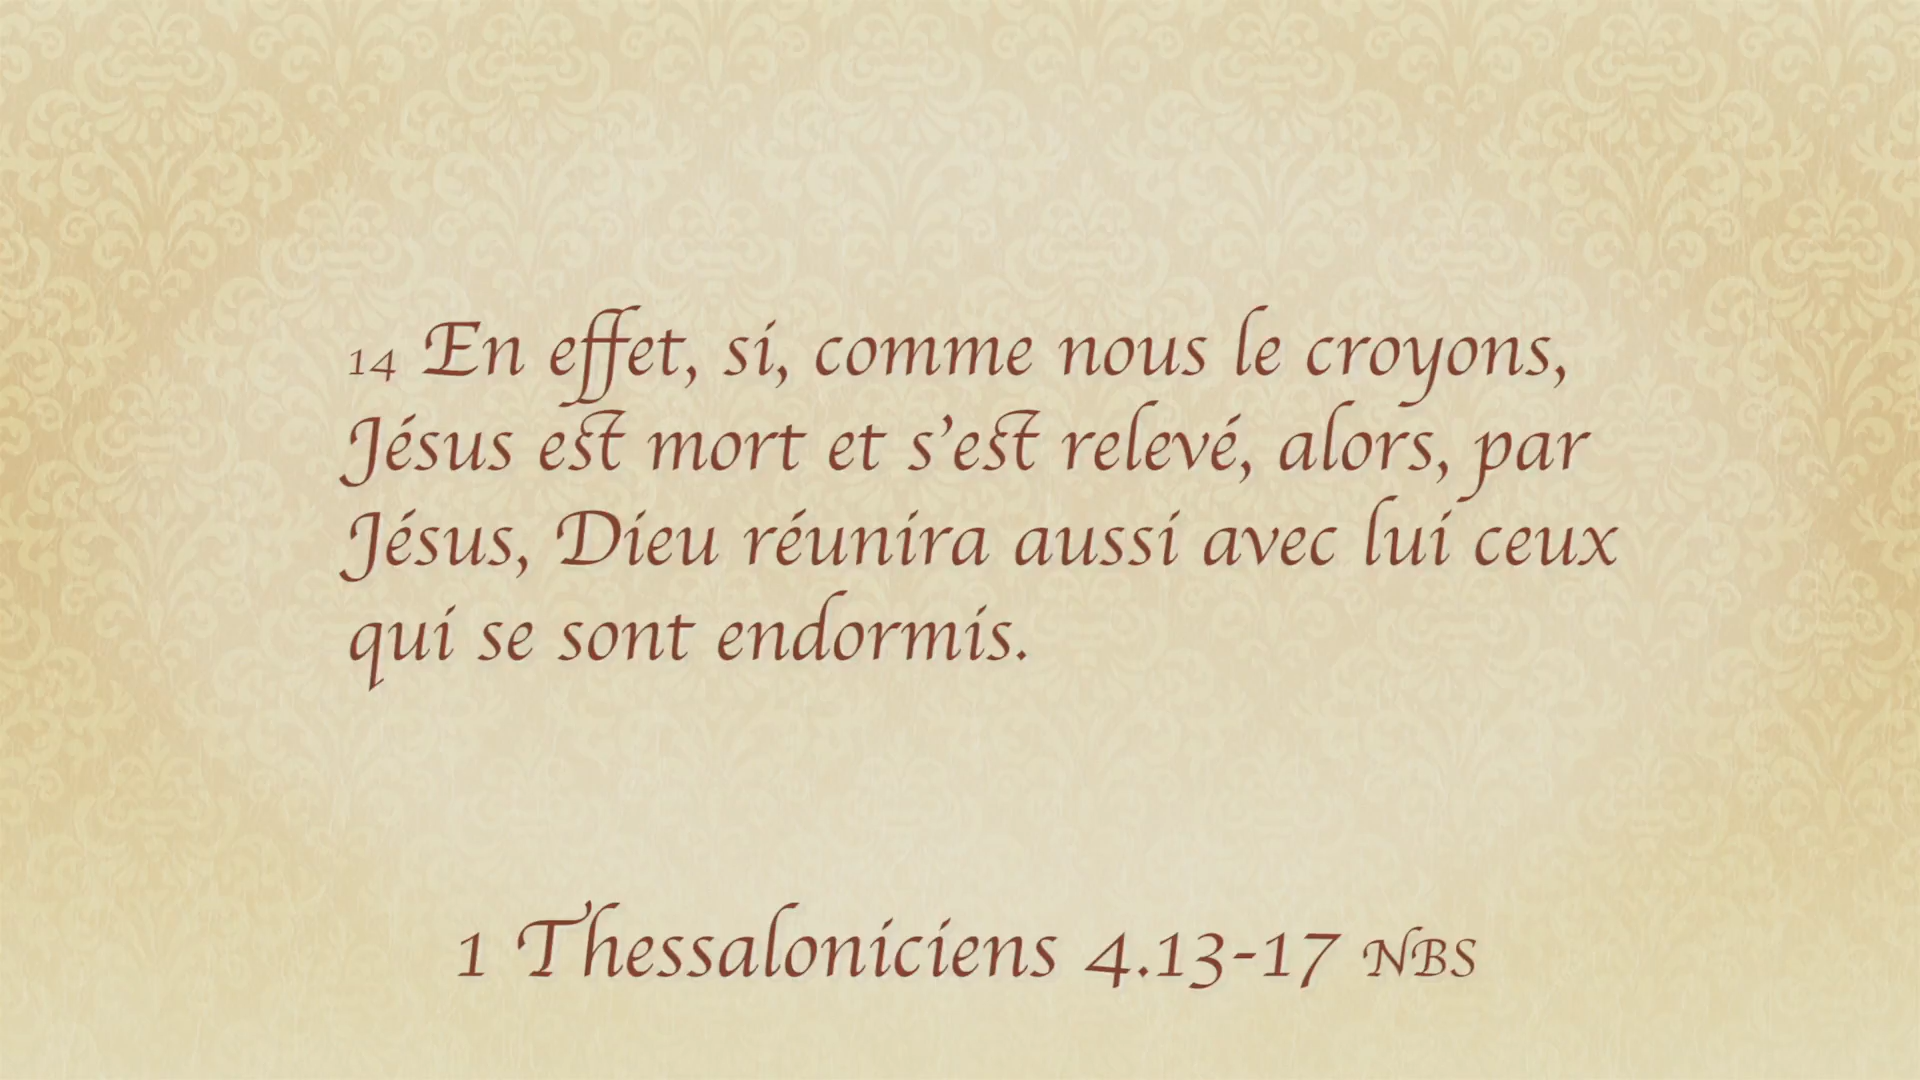 14 En effet, si, comme nous le croyons,
Jésus est mort et s’est relevé, alors, par
Jésus, Dieu réunira aussi avec lui ceux
qui se sont endormis.
1 Thessaloniciens 4.13-17 NBS